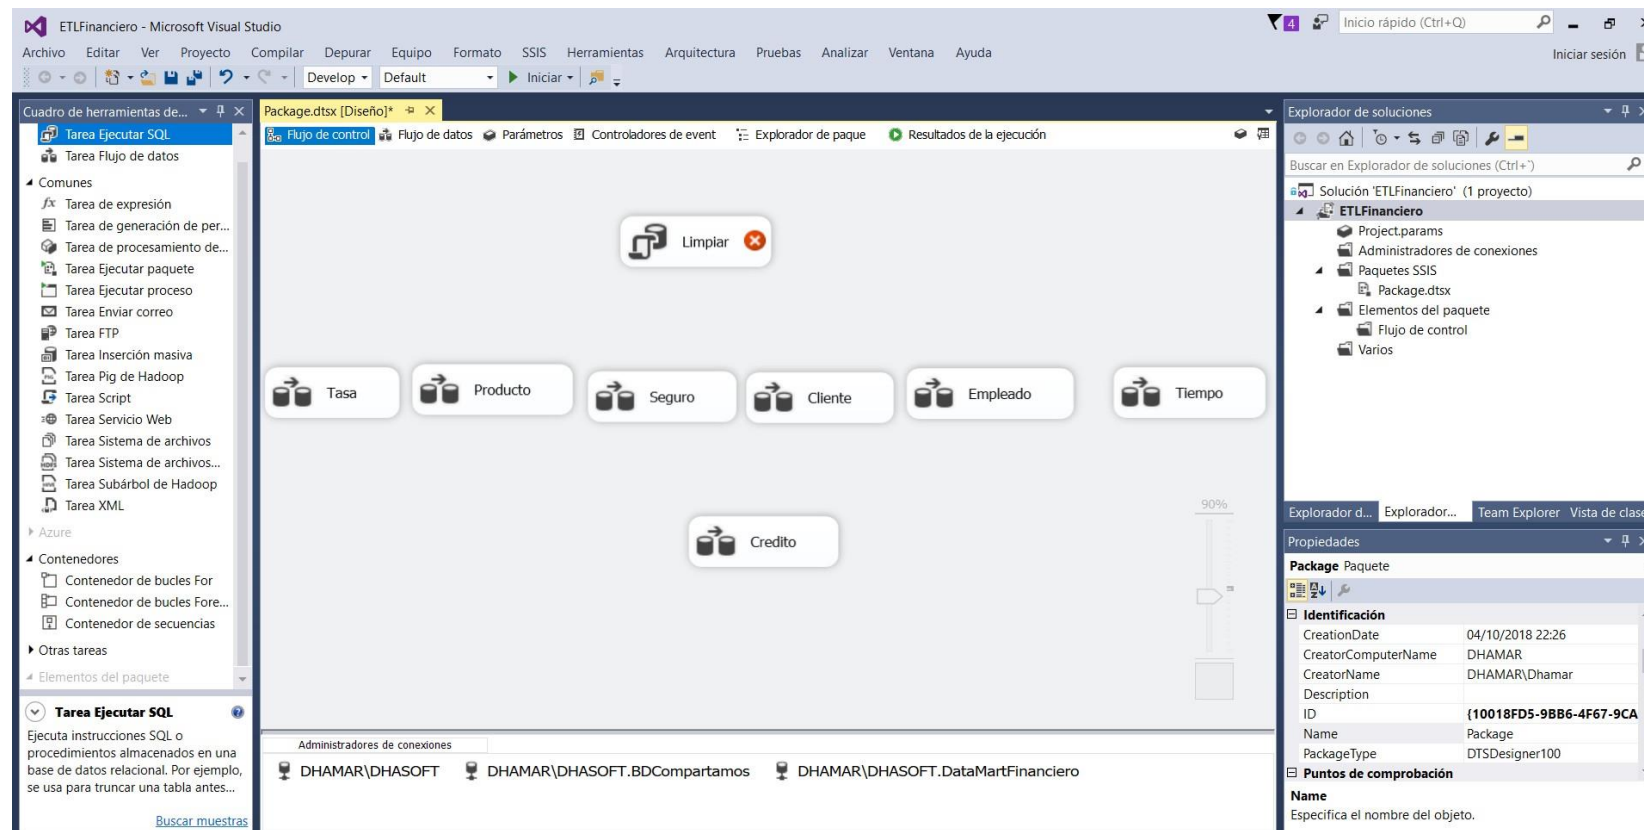 ETLFinanciero - Microsoft Visual Studio
4
Inicio rápido (Ctrl+Q)
Archivo Editar Ver Proyecto Compilar Depurar Equipo Formato SSIS Herramientas Arquitectura Pruebas Analizar Ventana Ayuda
Iniciar sesión
Develop Default Iniciar
Cuadro de herramientas de...
Tarea Ejecutar SQL
Tarea Flujo de datos
Comunes
Tarea de expresión
Tarea de generación de per...
Tarea de procesamiento de...
Tarea Ejecutar paquete
Tarea Ejecutar proceso
Tarea Enviar correo
Tarea FTP
Tarea Inserción masiva
Tarea Pig de Hadoop
Tarea Script
Tarea Servicio Web
Tarea Sistema de archivos
Tarea Sistema de archivos...
Tarea Subárbol de Hadoop
Tarea XML
Azure
Contenedores
Contenedor de bucles For
Contenedor de bucles Fore...
Contenedor de secuencias
Otras tareas
Elementos del paquete
Tarea Ejecutar SQL
Ejecuta instrucciones SQL o
procedimientos almacenados en una
base de datos relacional. Por ejemplo,
se usa para truncar una tabla antes...
Buscar muestras
Package.dtsx [Diseño]*
Flujo de control Flujo de datos Parámetros Controladores de event Explorador de paque Resultados de la ejecución
Limpiar
Tasa Producto Seguro Cliente Empleado Tiempo
Credito
90%
Administradores de conexiones
DHAMAR\DHASOFT DHAMAR\DHASOFT.BDCompartamos DHAMAR\DHASOFT.DataMartFinanciero
Explorador de soluciones
Buscar en Explorador de soluciones (Ctrl+¨)
Solución 'ETLFinanciero' (1 proyecto)
ETLFinanciero
Project.params
Administradores de conexiones
Paquetes SSIS
Package.dtsx
Elementos del paquete
Flujo de control
Varios
Explorador d... Explorador... Team Explorer Vista de clase
Propiedades
Package Paquete
Identificación
CreationDate 04/10/2018 22:26
CreatorComputerName DHAMAR
CreatorName DHAMAR\Dhamar
Description
ID {10018FD5-9BB6-4F67-9CA
Name Package
PackageType DTSDesigner100
Puntos de comprobación
Name
Especifica el nombre del objeto.